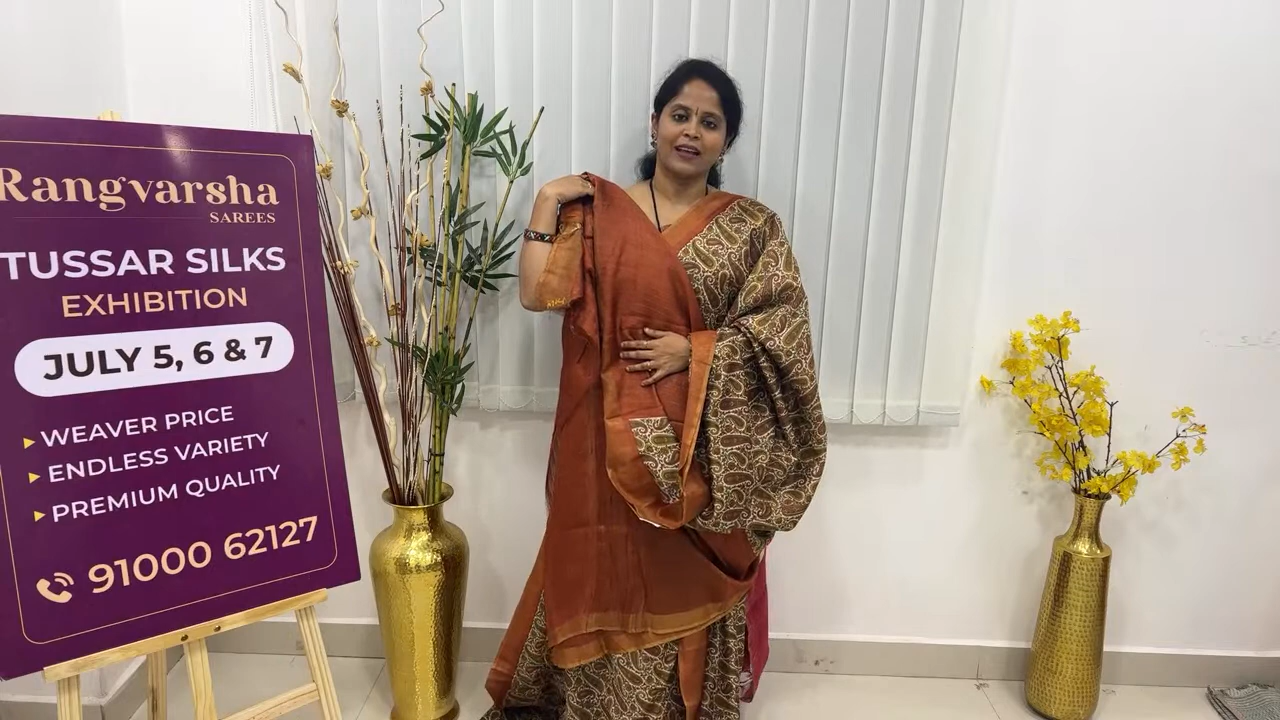 Rangvarsha
SAREES
TUSSAR SILKS
EXHIBITION
JULY 5, 6 & 7
WEAVER PRICE
ENDLESS VARIETY
PREMIUM QUALITY
91000 62127